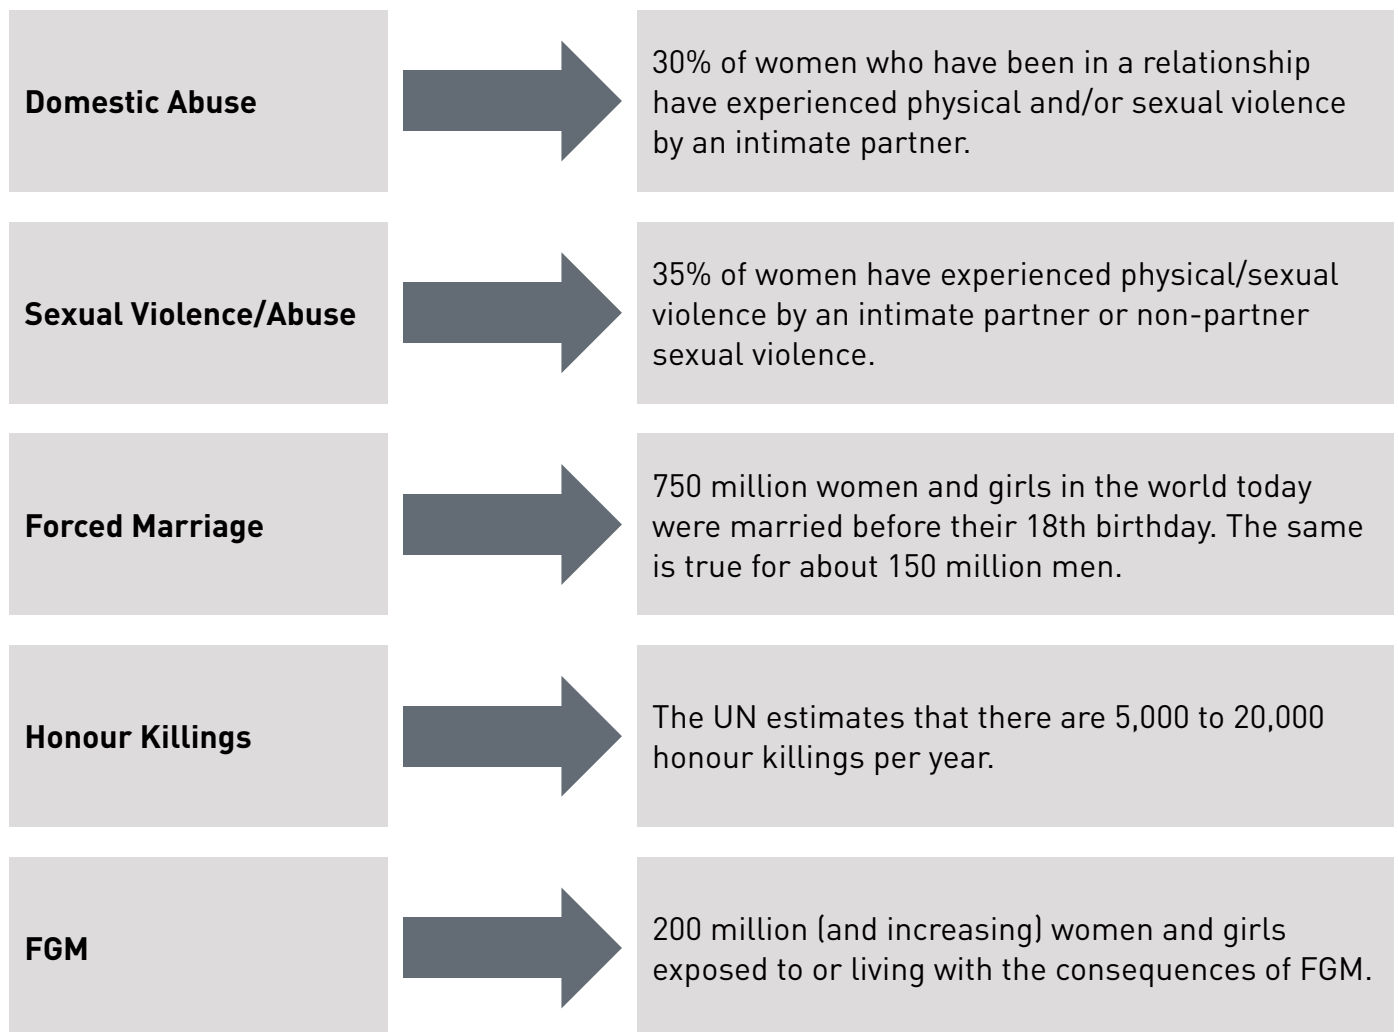 Domestic Abuse
30% of women who have been in a relationship
have experienced physical and/or sexual violence
by an intimate partner.
Sexual Violence/Abuse
35% of women have experienced physical/sexual
violence by an intimate partner or non-partner
sexual violence.
Forced Marriage
750 million women and girls in the world today
were married before their 18th birthday. The same
is true for about 150 million men.
Honour Killings
The UN estimates that there are 5,000 to 20,000
honour killings per year.
FGM
200 million (and increasing) women and girls
exposed to or living with the consequences of FGM.